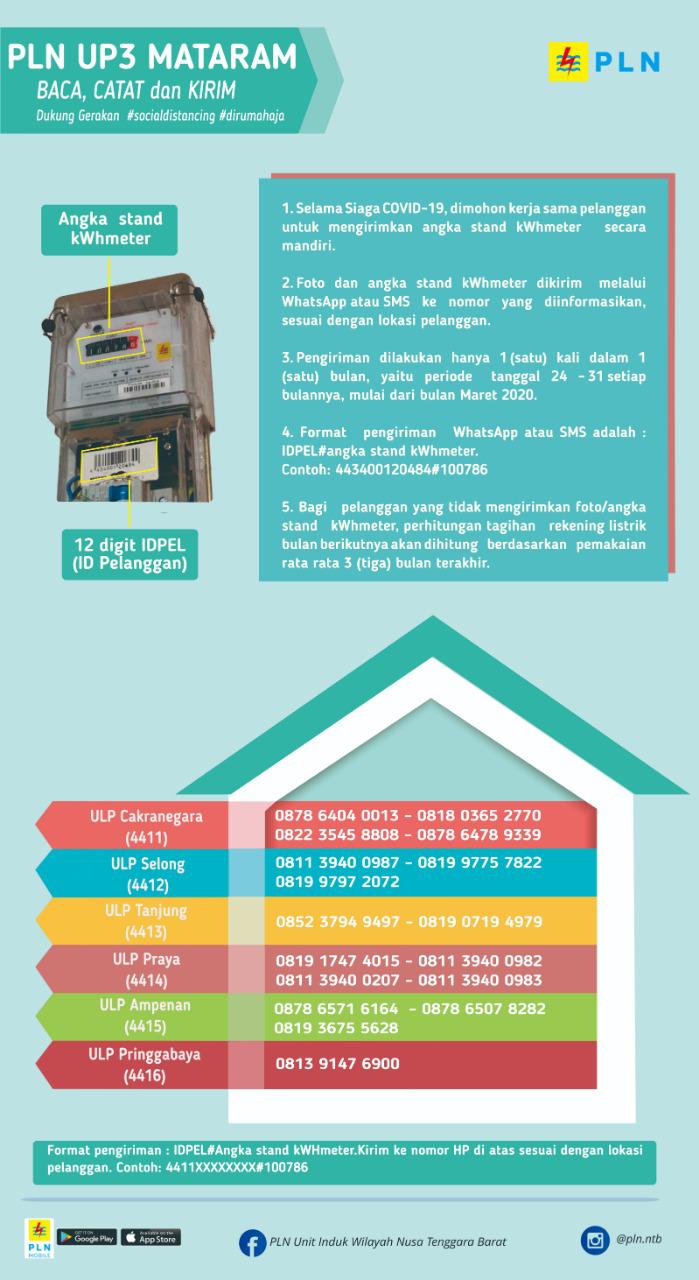 PLN UP3 MATARAM
BACA, CATAT dan KIRIM
Dukung Gerakan #socialdistancing #dirumahaja
PLN
Angka stand
kWhmeter
12 digit IDPEL
(ID Pelanggan)
1. Selama Siaga COVID-19, dimohon kerja sama pelanggan
untuk mengirimkan angka stand kWhmeter secara
mandiri.
2. Foto dan angka stand kWhmeter dikirim melalui
WhatsApp atau SMS ke nomor yang diinformasikan,
sesuai dengan lokasi pelanggan.
3. Pengiriman dilakukan hanya 1 (satu) kali dalam 1
(satu) bulan, yaitu periode tanggal 24 - 31 setiap
bulannya, mulai dari bulan Maret 2020.
4. Format pengiriman WhatsApp atau SMS adalah :
IDPEL#angka stand kWhmeter.
Contoh: 443400120484#100786
5. Bagi pelanggan yang tidak mengirimkan foto/angka
stand kWhmeter, perhitungan tagihan rekening listrik
bulan berikutnya akan dihitung berdasarkan pemakaian
rata rata 3 (tiga) bulan terakhir.
ULP Cakranegara
(4411)
0878 6404 0013 - 0818 0365 2770
0822 3545 8808 - 0878 6478 9339
ULP Selong
(4412)
0811 3940 0987 - 0819 9775 7822
0819 9797 2072
ULP Tanjung
(4413)
0852 3794 9497 - 0819 0719 4979
ULP Praya
(4414)
0819 1747 4015 - 0811 3940 0982
0811 3940 0207 - 0811 3940 0983
ULP Ampenan
(4415)
0878 6571 6164 - 0878 6507 8282
0819 3675 5628
ULP Pringgabaya
(4416)
0813 9147 6900
Format pengiriman : IDPEL#Angka stand kWHmeter.Kirim ke nomor HP di atas sesuai dengan lokasi
pelanggan. Contoh: 4411XXXXXXXX#100786
PLN
MOBILE
GET IT ON
Google Play
Available on the
App Store
PLN Unit Induk Wilayah Nusa Tenggara Barat
@pln.ntb